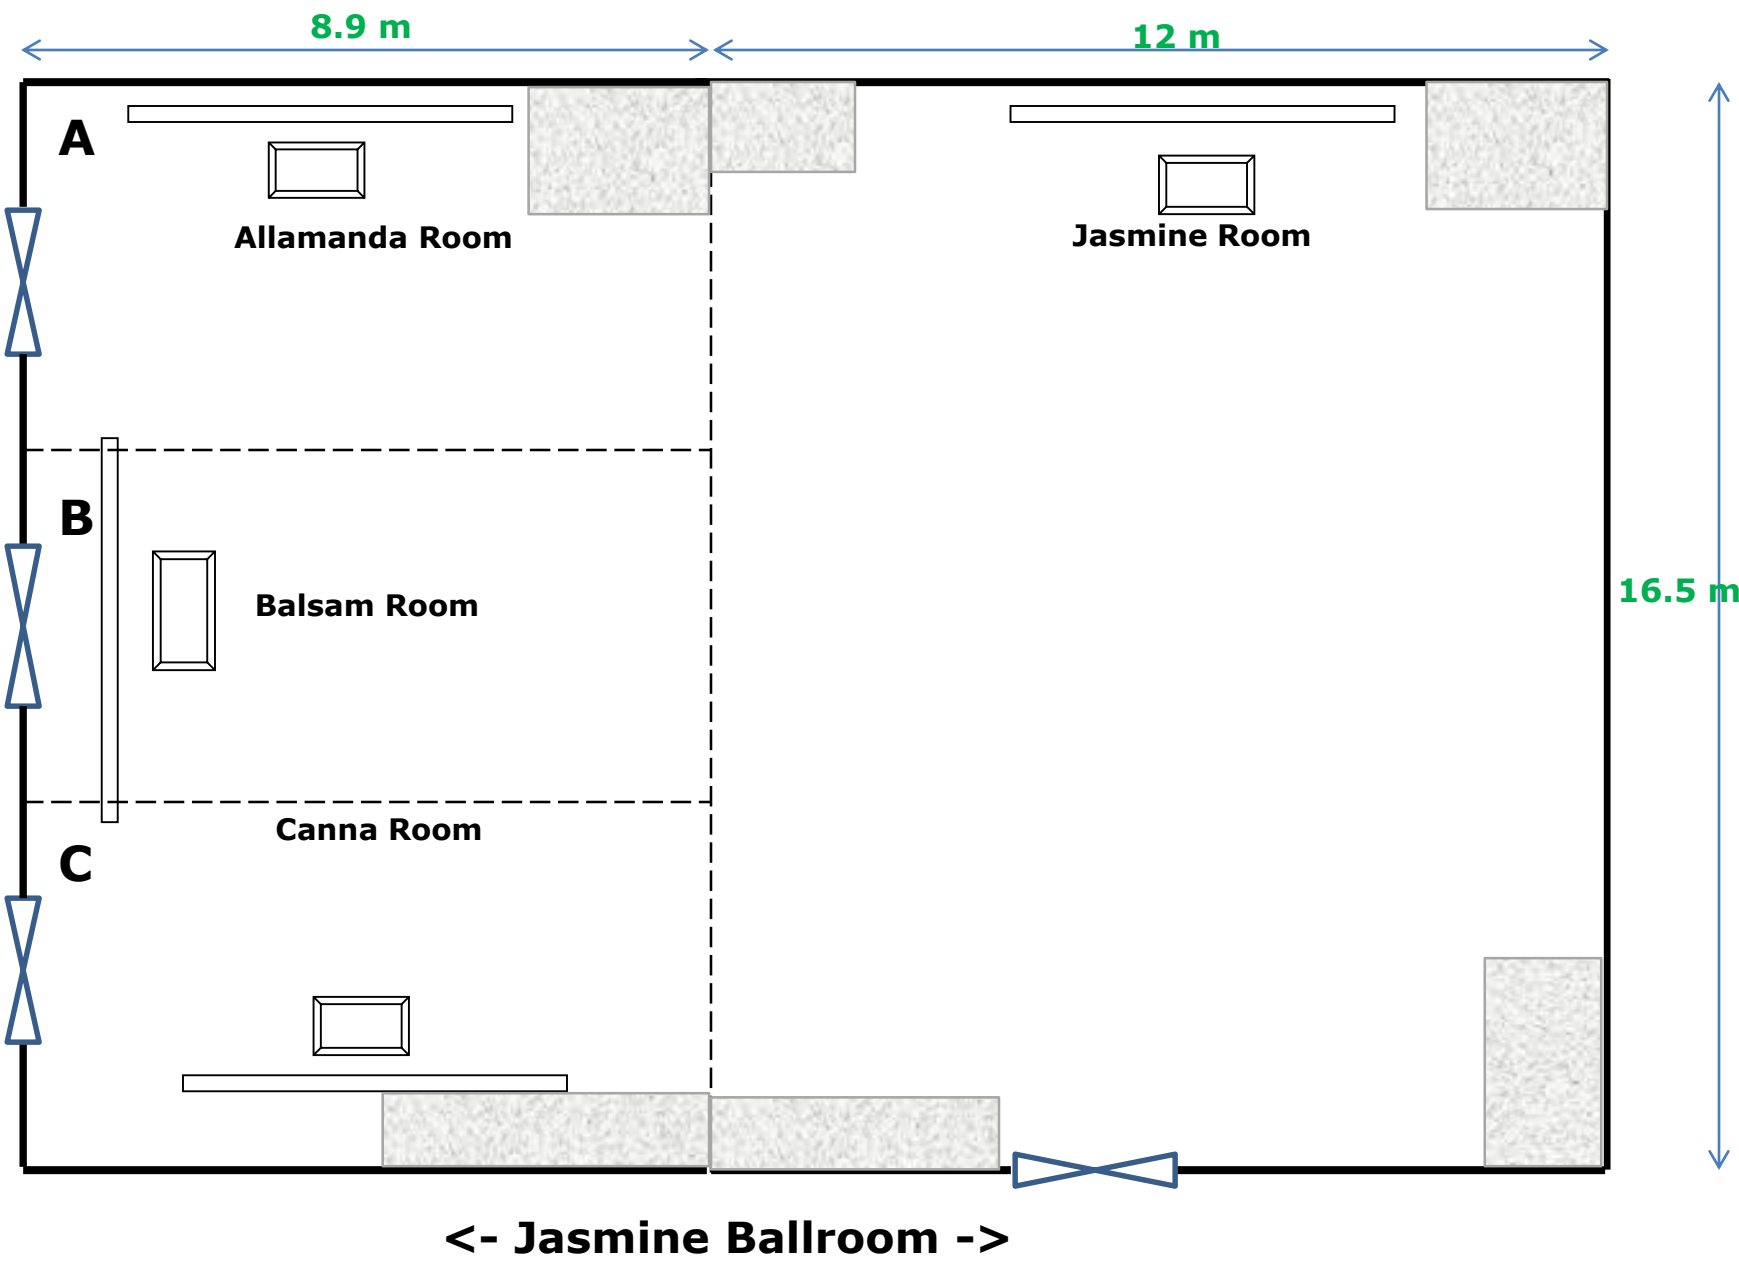 8.9 m
12 m
A
Allamanda Room
Jasmine Room
B
Balsam Room
16.5 m
Canna Room
C
<- Jasmine Ballroom ->